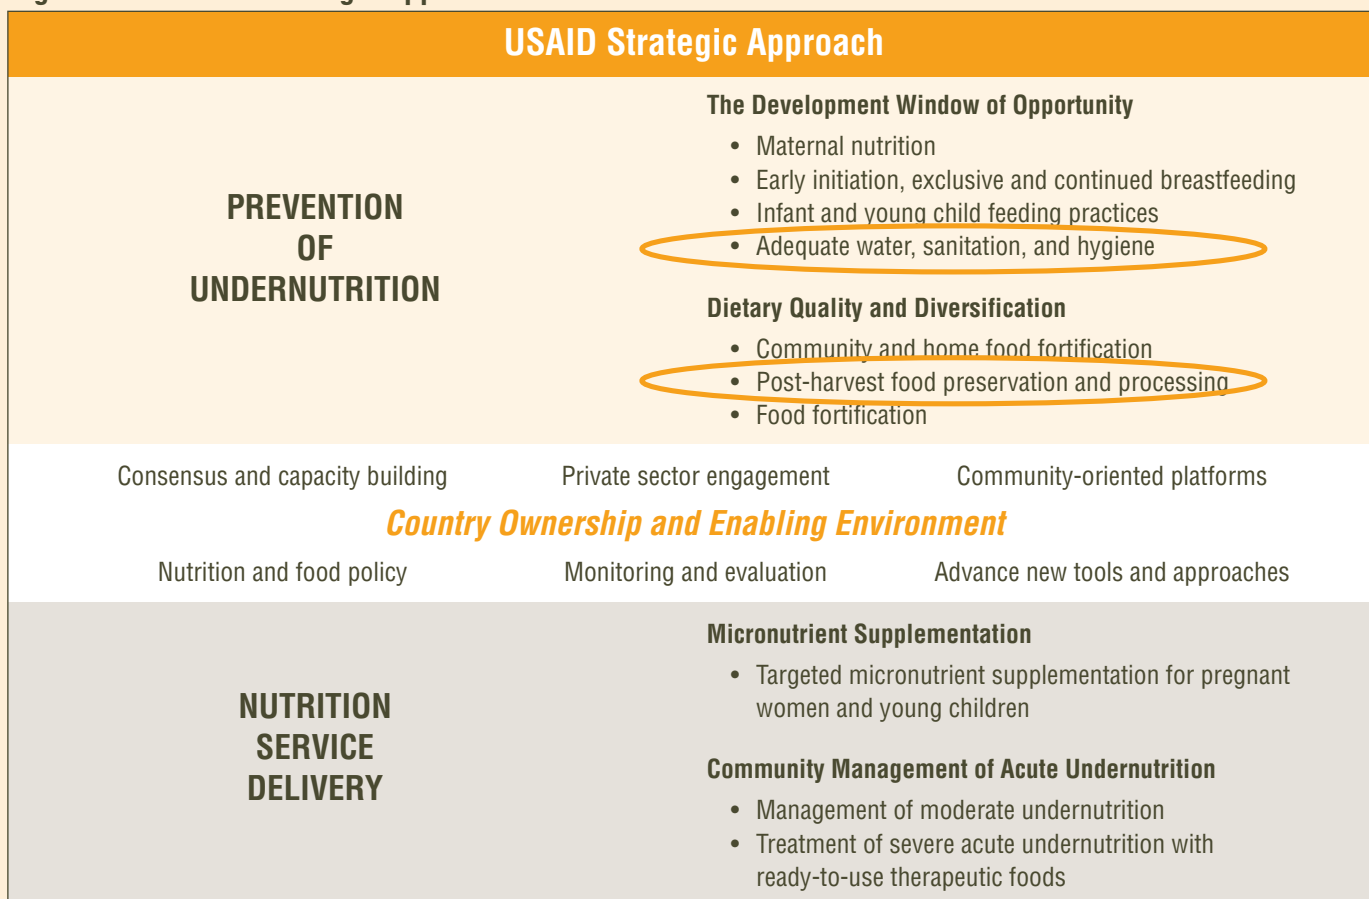 USAID Strategic Approach
PREVENTION
OF
UNDERNUTRITION
The Development Window of Opportunity
• Maternal nutrition
• Early initiation, exclusive and continued breastfeeding
• Infant and young child feeding practices
• Adequate water, sanitation, and hygiene
Dietary Quality and Diversification
• Community and home food fortification
• Post-harvest food preservation and processing
• Food fortification
Consensus and capacity building Private sector engagement Community-oriented platforms
Country Ownership and Enabling Environment
Nutrition and food policy Monitoring and evaluation Advance new tools and approaches
NUTRITION
SERVICE
DELIVERY
Micronutrient Supplementation
• Targeted micronutrient supplementation for pregnant
women and young children
Community Management of Acute Undernutrition
• Management of moderate undernutrition
• Treatment of severe acute undernutrition with
ready-to-use therapeutic foods